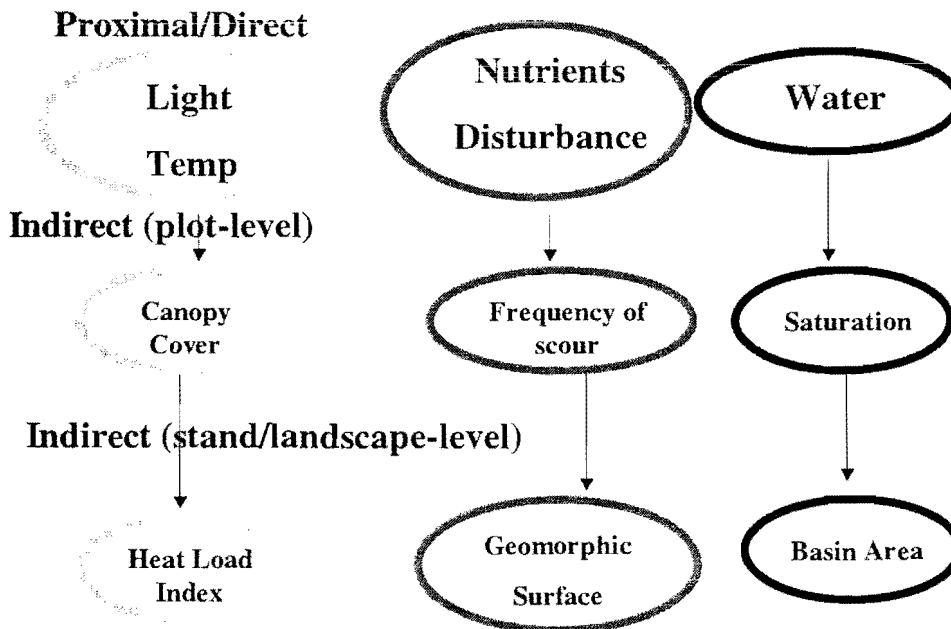 Proximal/Direct
Light
Temp
Nutrients
Disturbance
Water
Indirect (plot-level)
Canopy
Cover
Frequency of
scour
Saturation
Indirect (stand/landscape-level)
Heat Load
Index
Geomorphic
Surface
Basin Area